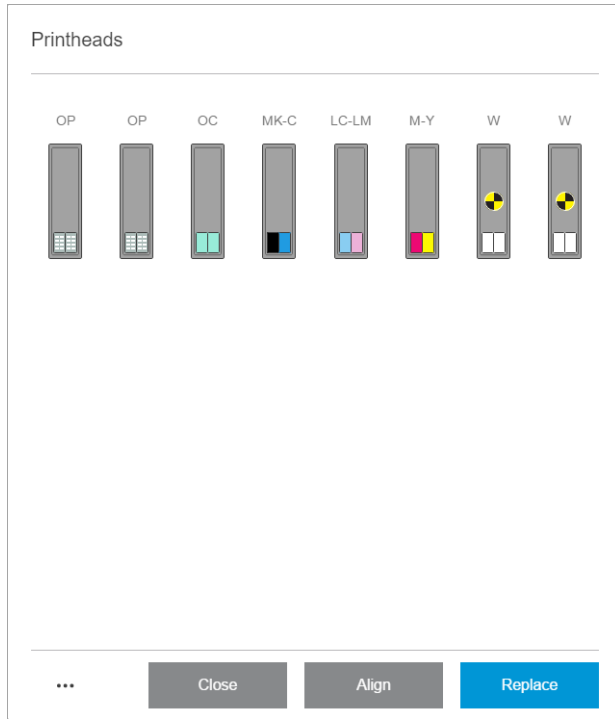 Printheads
OP OP OC MK-C LC-LM M-Y W W
... Close Align Replace